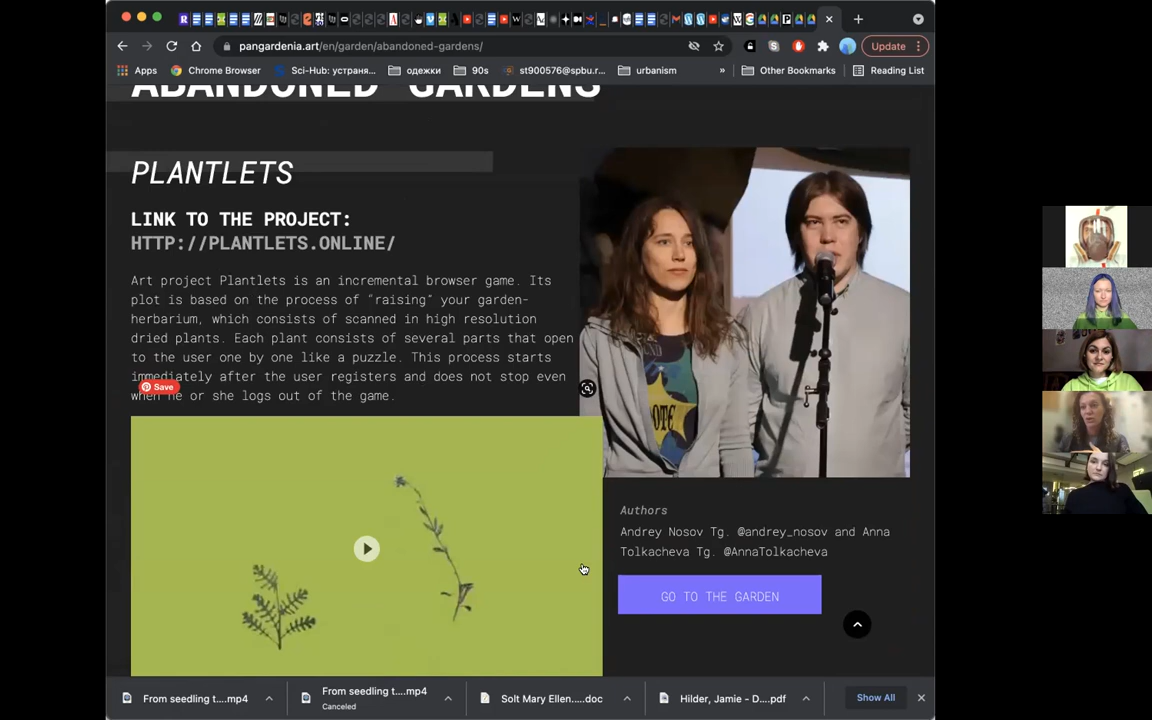 pangardenia.art/en/garden/abandoned-gardens/
Update
Apps
Chrome Browser
Sci-Hub: устраня...
одежки
90s
st900576@spbu.r...
urbanism
»
Other Bookmarks
Reading List
ABANDONED GARDENS
PLANTLETS
LINK TO THE PROJECT:
HTTP://PLANTLETS.ONLINE/
Art project Plantlets is an incremental browser game. Its
plot is based on the process of "raising" your garden-
herbarium, which consists of scanned in high resolution
dried plants. Each plant consists of several parts that open
to the user one by one like a puzzle. This process starts
immediately after the user registers and does not stop even
when he or she logs out of the game.
Save
Authors
Andrey Nosov Tg. @andrey_nosov and Anna
Tolkacheva Tg. @AnnaTolkacheva
GO TO THE GARDEN
From seedling t....mp4
From seedling t....mp4
Canceled
Solt Mary Ellen.....doc
Hilder, Jamie - D....pdf
Show All